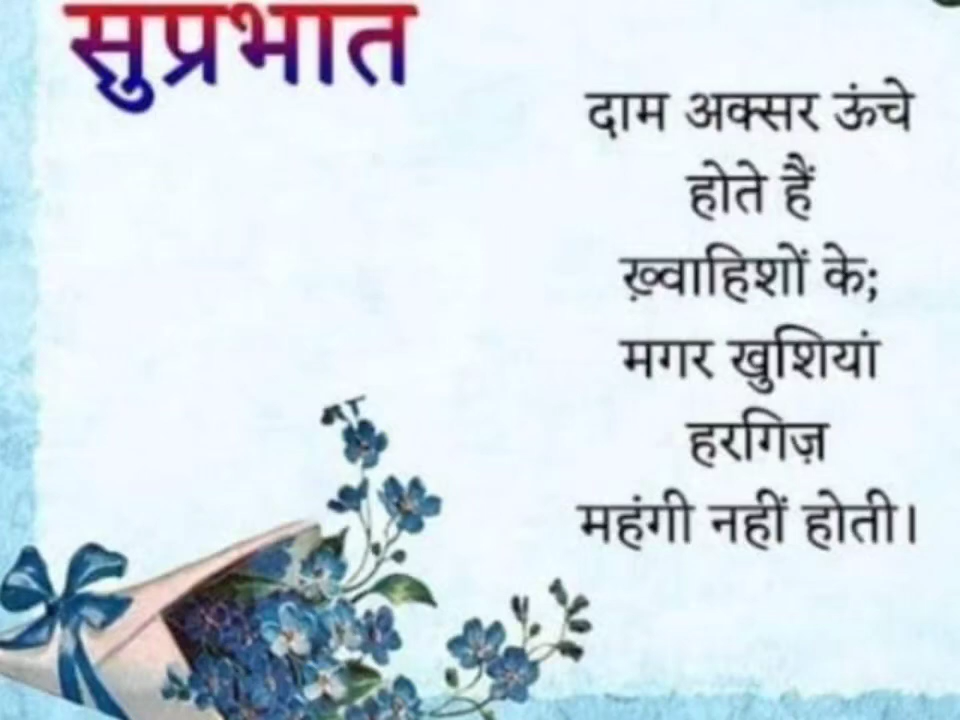 सुप्रभात
दाम अक्सर ऊंचे
होते हैं
ख़्वाहिशों के;
मगर खुशियां
हरगिज़
महंगी नहीं होती।